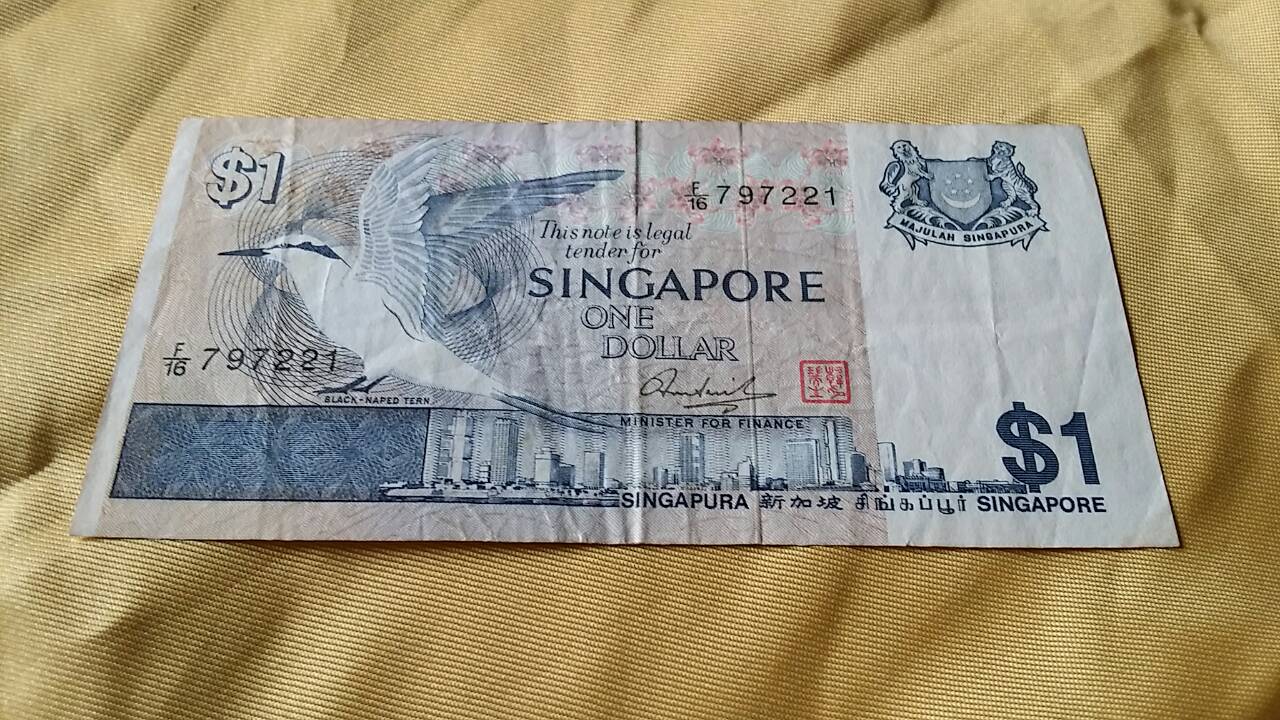 $1
F/16 797221
MAJULAH SINGAPURA
This note is legal
tender for
SINGAPORE
ONE
DOLLAR
F/16 797221
BLACK-NAPED TERN
MINISTER FOR FINANCE
$1
SINGAPURA 新加坡 சிங்கப்பூர் SINGAPORE